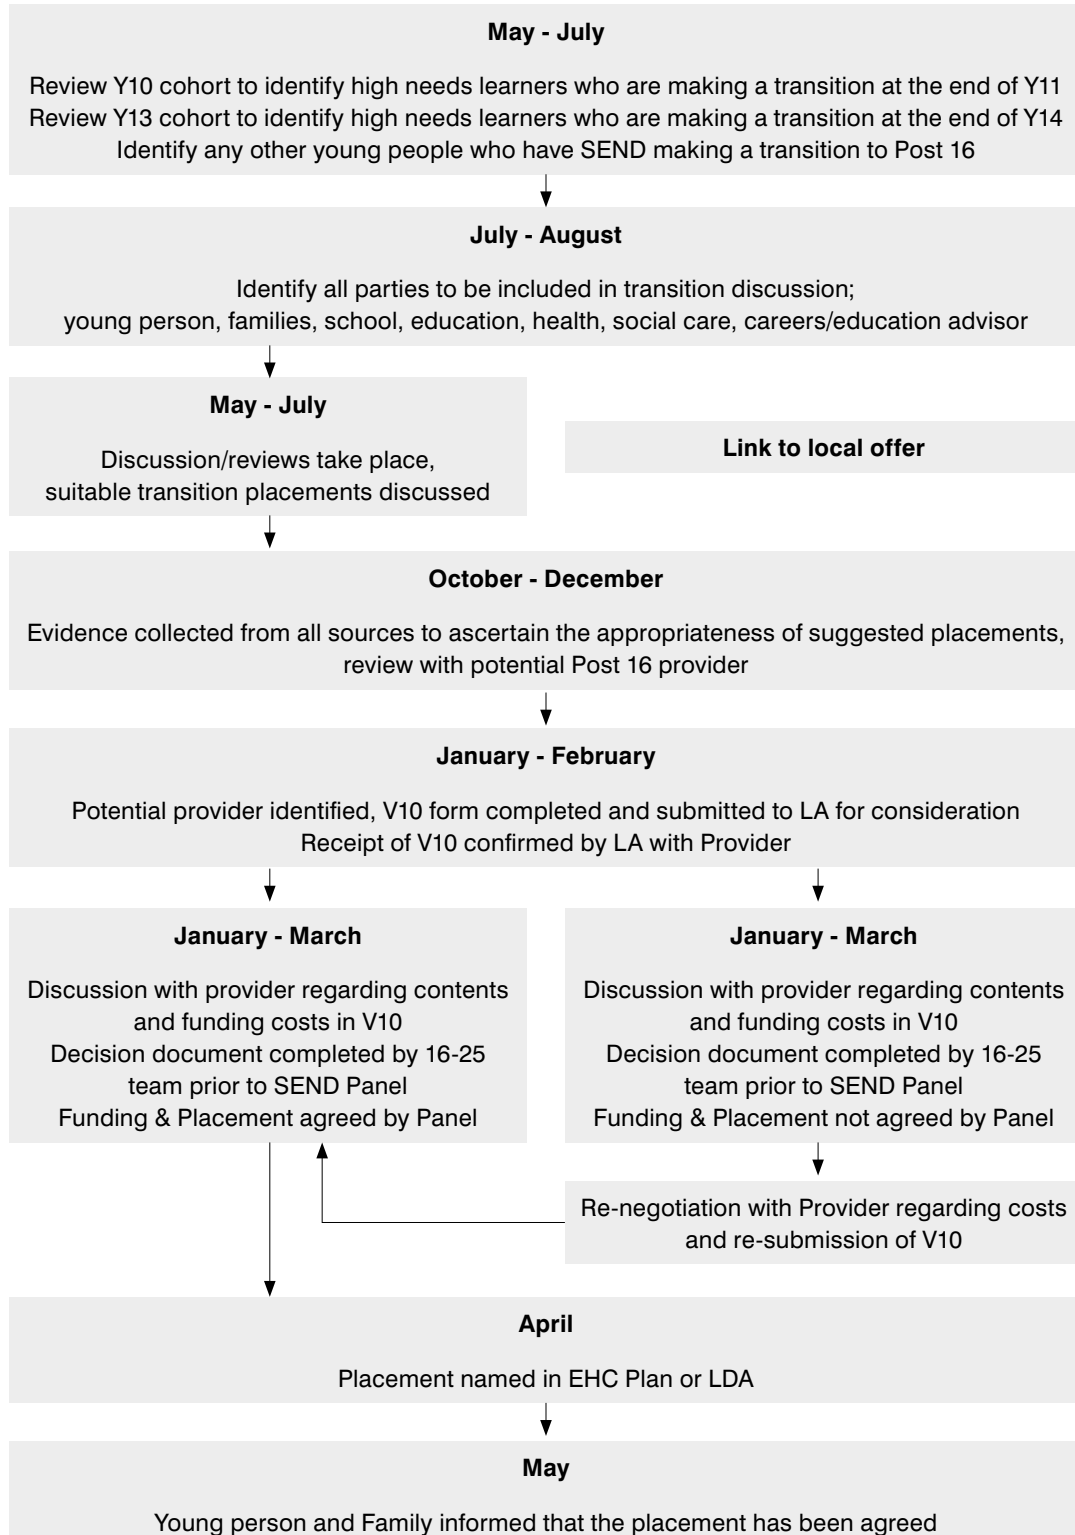 May - July
Review Y10 cohort to identify high needs learners who are making a transition at the end of Y11
Review Y13 cohort to identify high needs learners who are making a transition at the end of Y14
Identify any other young people who have SEND making a transition to Post 16
July - August
Identify all parties to be included in transition discussion;
young person, families, school, education, health, social care, careers/education advisor
May - July
Discussion/reviews take place,
suitable transition placements discussed
Link to local offer
October - December
Evidence collected from all sources to ascertain the appropriateness of suggested placements,
review with potential Post 16 provider
January - February
Potential provider identified, V10 form completed and submitted to LA for consideration
Receipt of V10 confirmed by LA with Provider
January - March
Discussion with provider regarding contents
and funding costs in V10
Decision document completed by 16-25
team prior to SEND Panel
Funding & Placement agreed by Panel
January - March
Discussion with provider regarding contents
and funding costs in V10
Decision document completed by 16-25
team prior to SEND Panel
Funding & Placement not agreed by Panel
Re-negotiation with Provider regarding costs
and re-submission of V10
April
Placement named in EHC Plan or LDA
May
Young person and Family informed that the placement has been agreed